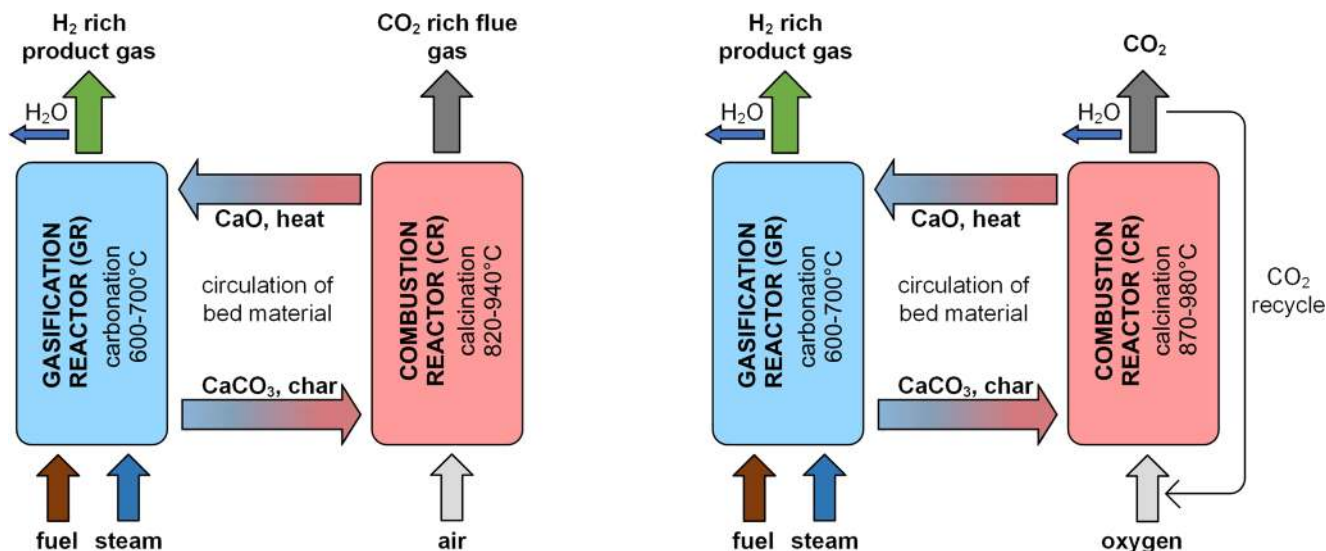 H₂ rich
product gas
H₂O
CO₂ rich flue
gas
CaO, heat
GASIFICATION
REACTOR (GR)
carbonation
600-700°C
circulation of
bed material
COMBUSTION
REACTOR (CR)
calcination
820-940°C
CaCO₃, char
fuel steam
air
H₂ rich
product gas
H₂O
CO₂
H₂O
CaO, heat
GASIFICATION
REACTOR (GR)
carbonation
600-700°C
circulation of
bed material
COMBUSTION
REACTOR (CR)
calcination
870-980°C
CO₂
recycle
CaCO₃, char
fuel steam
oxygen